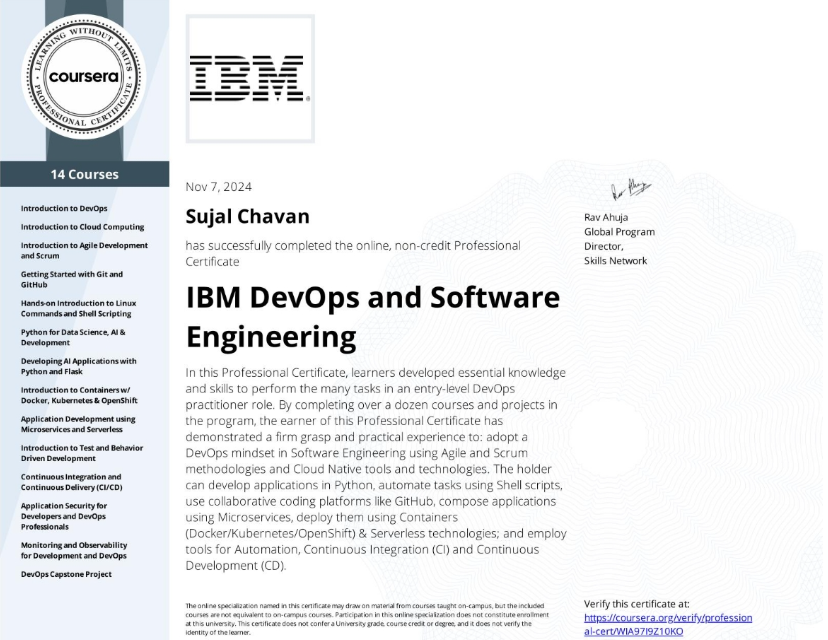 LEARNING WITHOUT LIMITS
coursera
PROFESSIONAL CERTIFICATE
14 Courses
Introduction to DevOps
Introduction to Cloud Computing
Introduction to Agile Development
and Scrum
Getting Started with Git and
GitHub
Hands-on Introduction to Linux
Commands and Shell Scripting
Python for Data Science, AI &
Development
Developing AI Applications with
Python and Flask
Introduction to Containers w/
Docker, Kubernetes & OpenShift
Application Development using
Microservices and Serverless
Introduction to Test and Behavior
Driven Development
Continuous Integration and
Continuous Delivery (CI/CD)
Application Security for
Developers and DevOps
Professionals
Monitoring and Observability
for Development and DevOps
DevOps Capstone Project
IBM®
Nov 7, 2024
Sujal Chavan
has successfully completed the online, non-credit Professional
Certificate
IBM DevOps and Software
Engineering
In this Professional Certificate, learners developed essential knowledge
and skills to perform the many tasks in an entry-level DevOps
practitioner role. By completing over a dozen courses and projects in
the program, the earner of this Professional Certificate has
demonstrated a firm grasp and practical experience to: adopt a
DevOps mindset in Software Engineering using Agile and Scrum
methodologies and Cloud Native tools and technologies. The holder
can develop applications in Python, automate tasks using Shell scripts,
use collaborative coding platforms like GitHub, compose applications
using Microservices, deploy them using Containers
(Docker/Kubernetes/OpenShift) & Serverless technologies; and employ
tools for Automation, Continuous Integration (CI) and Continuous
Development (CD).
The online specialization named in this certificate may draw on material from courses taught on-campus, but the included
courses are not equivalent to on-campus courses. Participation in this online specialization does not constitute enrollment
at this university. This certificate does not confer a University grade, course credit or degree, and it does not verify the
identity of the learner.
Rav Ahuja
Rav Ahuja
Global Program
Director,
Skills Network
Verify this certificate at:
https://coursera.org/verify/profession
al-cert/WIA97I9Z10KO